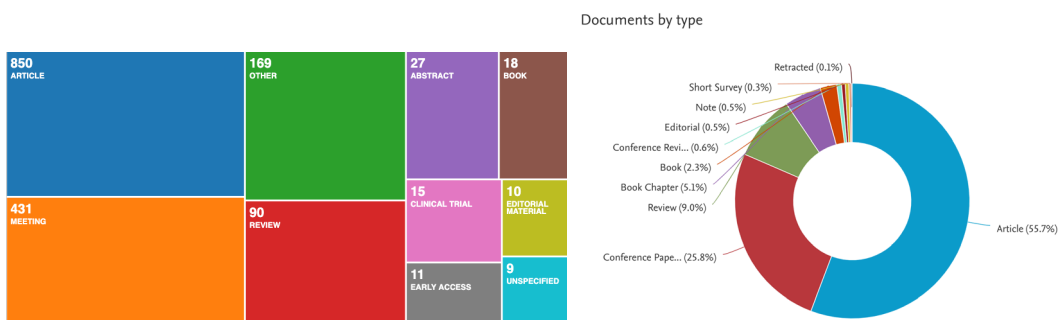 Documents by type
850
ARTICLE
169
OTHER
27
ABSTRACT
18
BOOK
431
MEETING
90
REVIEW
15
CLINICAL TRIAL
10
EDITORIAL
MATERIAL
11
EARLY ACCESS
9
UNSPECIFIED
Retracted (0.1%)
Short Survey (0.3%)
Note (0.5%)
Editorial (0.5%)
Conference Revi... (0.6%)
Book (2.3%)
Book Chapter (5.1%)
Review (9.0%)
Conference Pape... (25.8%)
Article (55.7%)